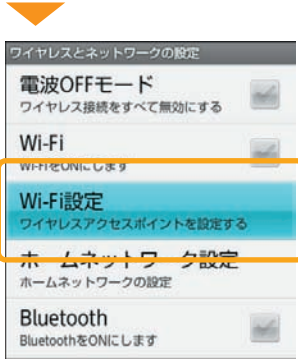 ワイヤレスとネットワークの設定
電波OFFモード
ワイヤレス接続をすべて無効にする
Wi-Fi
Wi-FiをONにします
Wi-Fi設定
ワイヤレスアクセスポイントを設定する
ホームネットワーク設定
ホームネットワークの設定
Bluetooth
BluetoothをONにします